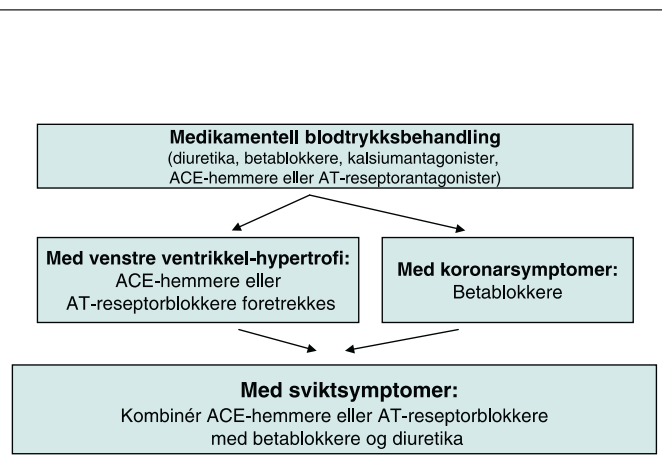 Medikamentell blodtrykksbehandling
(diuretika, betablokkere, kalsiumantagonister,
ACE-hemmere eller AT-reseptorantagonister)
Med venstre ventrikkel-hypertrofi:
ACE-hemmere eller
AT-reseptorblokkere foretrekkes
Med koronarsymptomer:
Betablokkere
Med sviktsymptomer:
Kombinér ACE-hemmere eller AT-reseptorblokkere
med betablokkere og diuretika